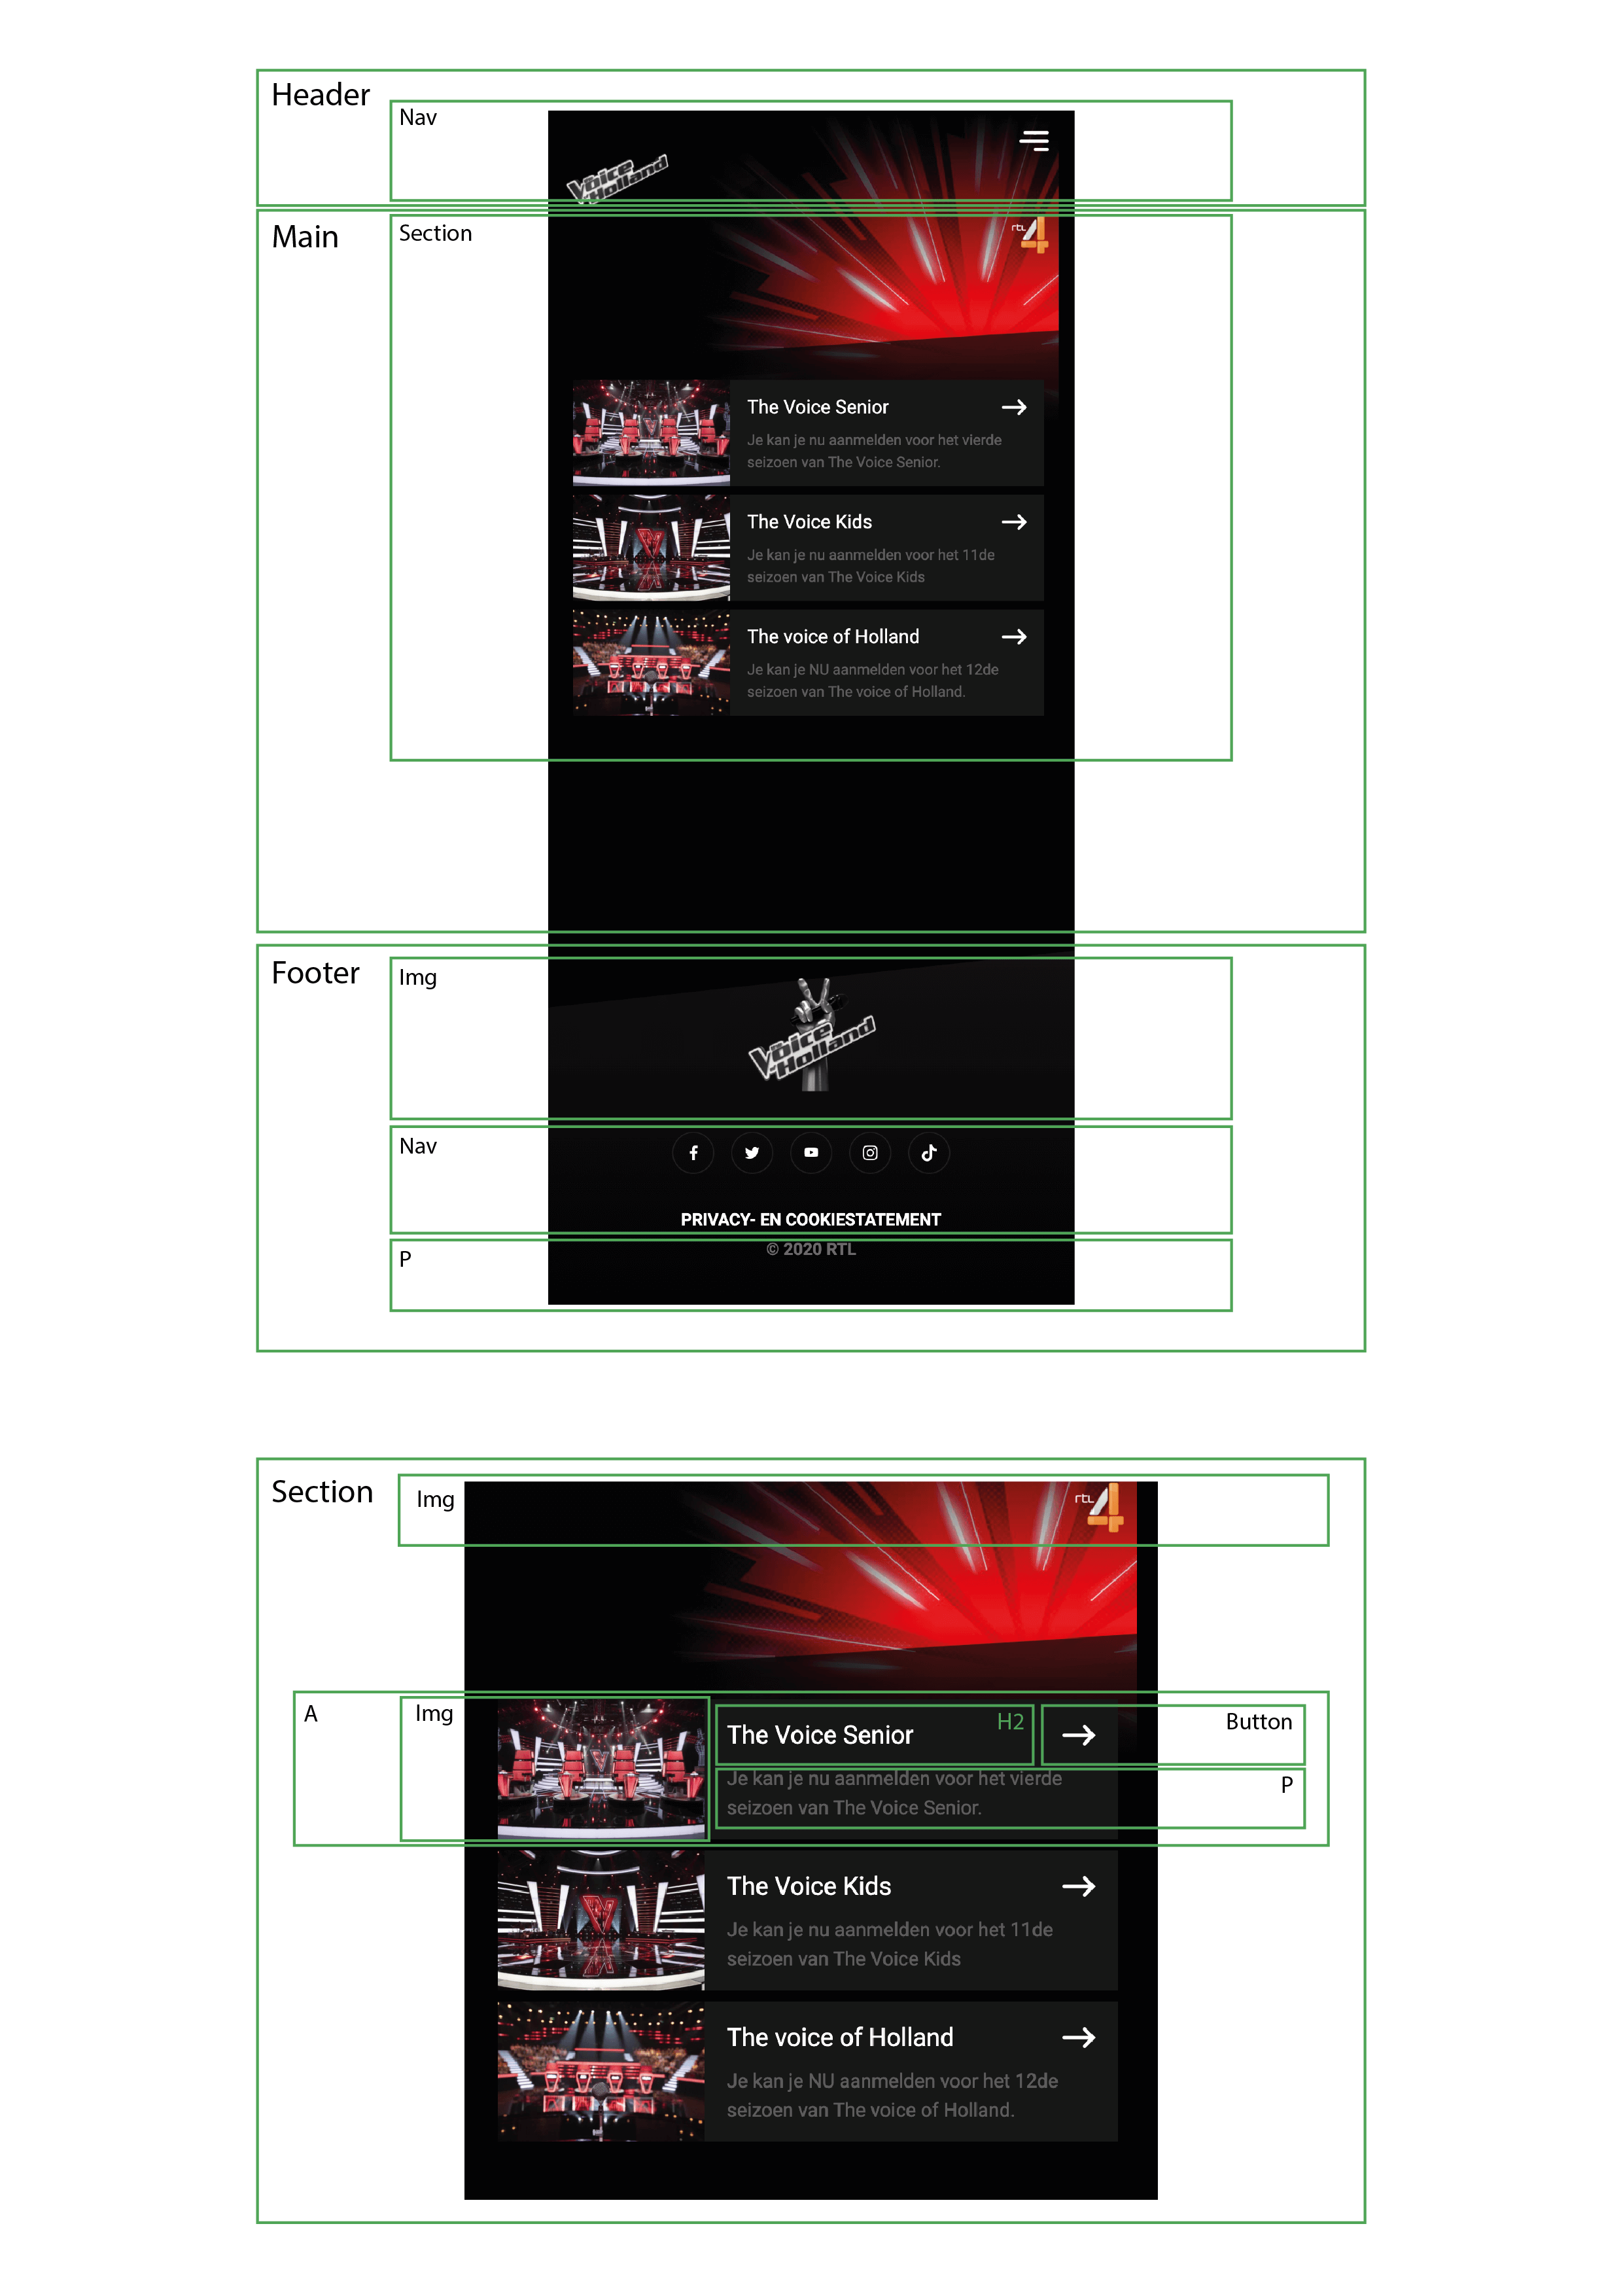 Header
Nav
The
Voice
of Holland
Main
Section
rtl 4
The Voice Senior
Je kan je nu aanmelden voor het vierde
seizoen van The Voice Senior.
The Voice Kids
Je kan je nu aanmelden voor het 11de
seizoen van The Voice Kids
The voice of Holland
Je kan je NU aanmelden voor het 12de
seizoen van The voice of Holland.
Footer
Img
The
Voice
of Holland
Nav
PRIVACY- EN COOKIESTATEMENT
P
© 2020 RTL
Section
Img
rtl 4
A
Img
The Voice Senior
H2
Button
Je kan je nu aanmelden voor het vierde
P
seizoen van The Voice Senior.
The Voice Kids
Je kan je nu aanmelden voor het 11de
seizoen van The Voice Kids
The voice of Holland
Je kan je NU aanmelden voor het 12de
seizoen van The voice of Holland.